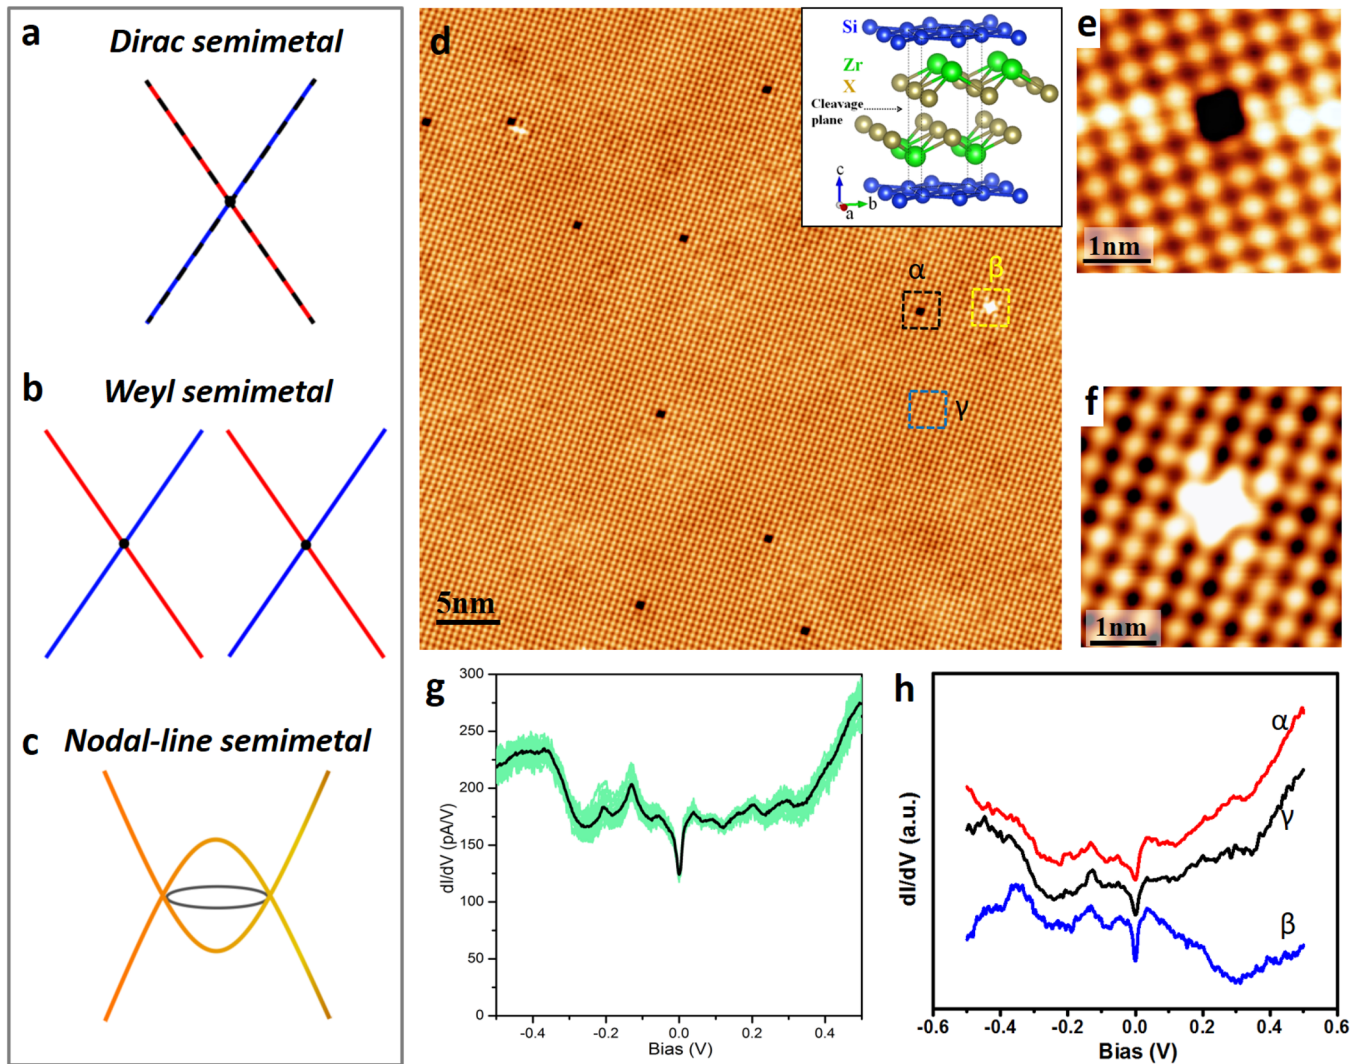 a
Dirac semimetal
b
Weyl semimetal
c
Nodal-line semimetal
d
Si
Zr
X
Cleavage
plane
c
b
a
α
β
γ
5nm
e
1nm
f
1nm
g
300
250
200
150
100
50
0
dI/dV (pA/V)
-0.4
-0.2
0.0
0.2
0.4
Bias (V)
h
α
γ
β
dI/dV (a.u.)
-0.6
-0.4
-0.2
0.0
0.2
0.4
0.6
Bias (V)